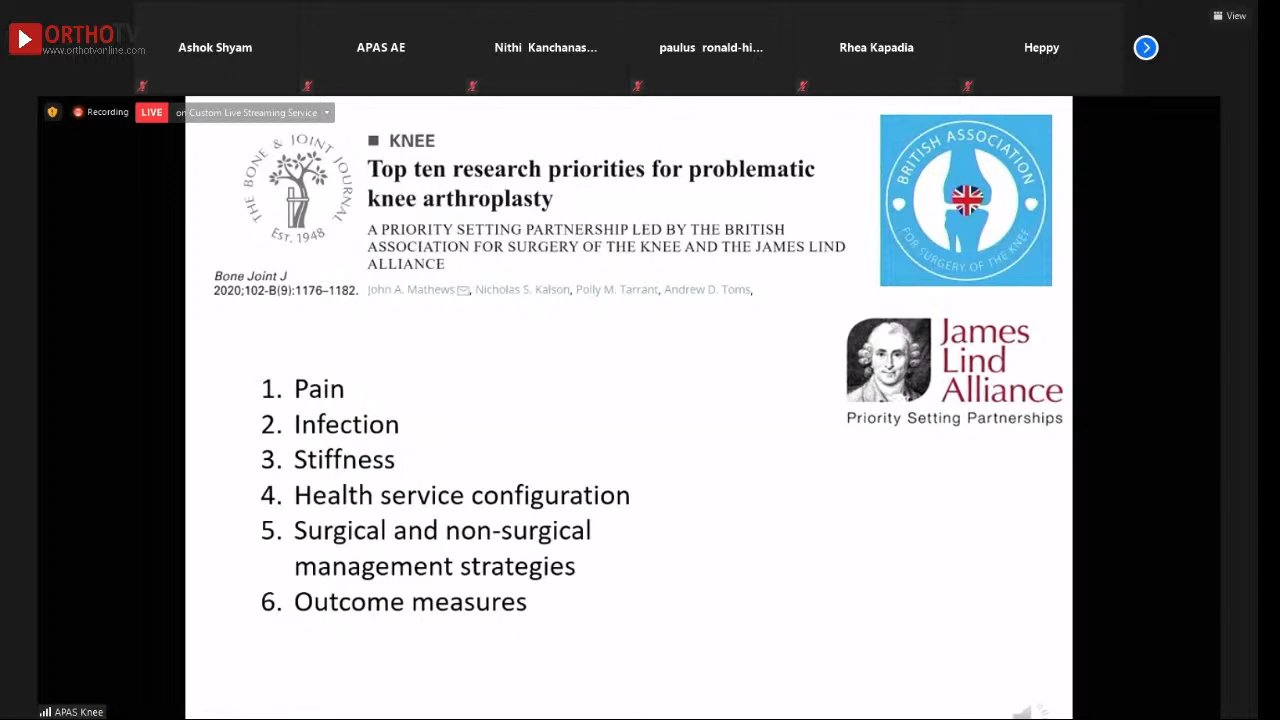 ORTHOTV
www.orthotvonline.com
Ashok Shyam
APAS AE
Nithi Kanchanas...
paulus ronald-hi...
Rhea Kapadia
Heppy
View
Recording
LIVE
on Custom Live Streaming Service
THE BONE & JOINT JOURNAL
EST. 1948
KNEE
Top ten research priorities for problematic
knee arthroplasty
A PRIORITY SETTING PARTNERSHIP LED BY THE BRITISH
ASSOCIATION FOR SURGERY OF THE KNEE AND THE JAMES LIND
ALLIANCE
Bone Joint J
2020;102-B(9):1176–1182.
John A. Mathews, Nicholas S. Kalson, Polly M. Tarrant, Andrew D. Toms,
BRITISH ASSOCIATION
FOR SURGERY OF THE KNEE
James
Lind
Alliance
Priority Setting Partnerships
1. Pain
2. Infection
3. Stiffness
4. Health service configuration
5. Surgical and non-surgical
management strategies
6. Outcome measures
APAS Knee